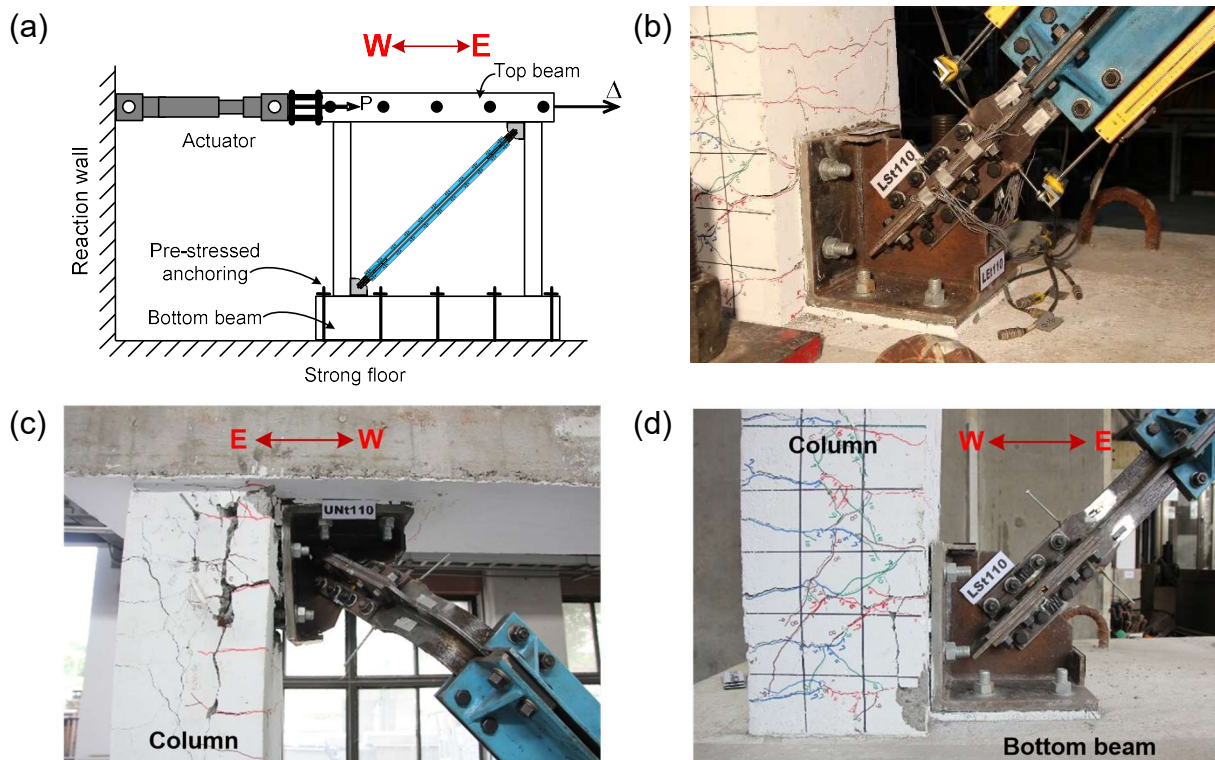 (a)
W E
Top beam
P
Δ
Actuator
Reaction wall
Pre-stressed
anchoring
Bottom beam
Strong floor
(b)
LSt110
LEt110
(c)
E W
UNt110
Column
(d)
Column
W E
LSt110
Bottom beam